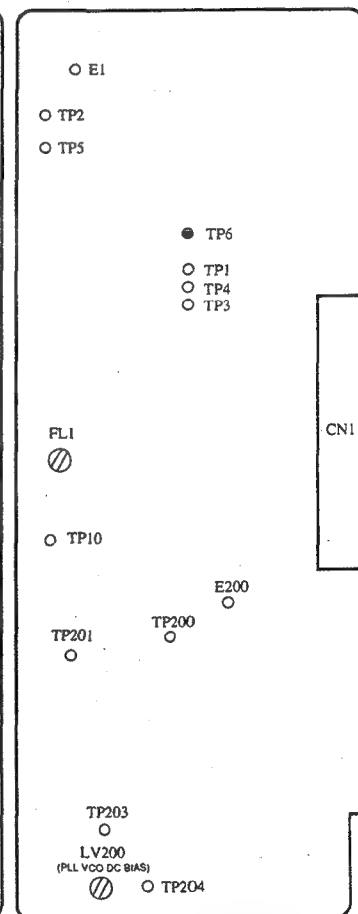 E1
TP2
TP5
TP6
TP1
TP4
TP3
CN1
FL1
TP10
E200
TP200
TP201
TP203
LV200
(PLL VCO DC BIAS)
TP204